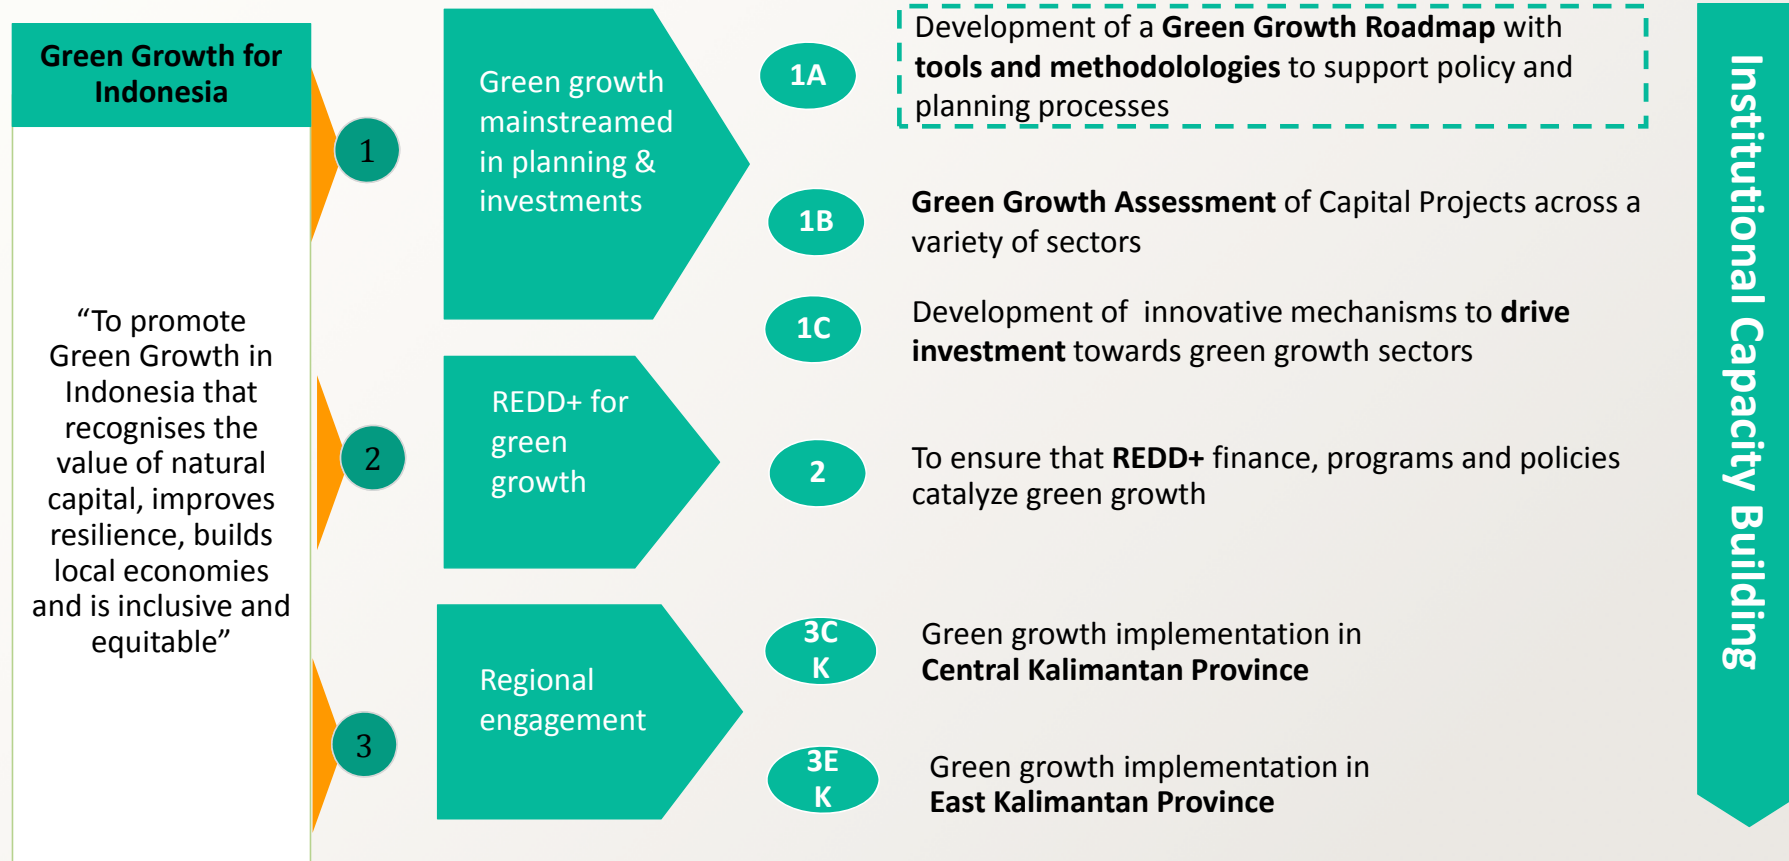 Green Growth for
Indonesia
“To promote
Green Growth in
Indonesia that
recognises the
value of natural
capital, improves
resilience, builds
local economies
and is inclusive and
equitable”
1
Green growth
mainstreamed
in planning &
investments
1A
Development of a Green Growth Roadmap with
tools and methodolologies to support policy and
planning processes
1B
Green Growth Assessment of Capital Projects across a
variety of sectors
1C
Development of innovative mechanisms to drive
investment towards green growth sectors
2
REDD+ for
green
growth
2
To ensure that REDD+ finance, programs and policies
catalyze green growth
3
Regional
engagement
3C
K
Green growth implementation in
Central Kalimantan Province
3E
K
Green growth implementation in
East Kalimantan Province
Institutional Capacity Building